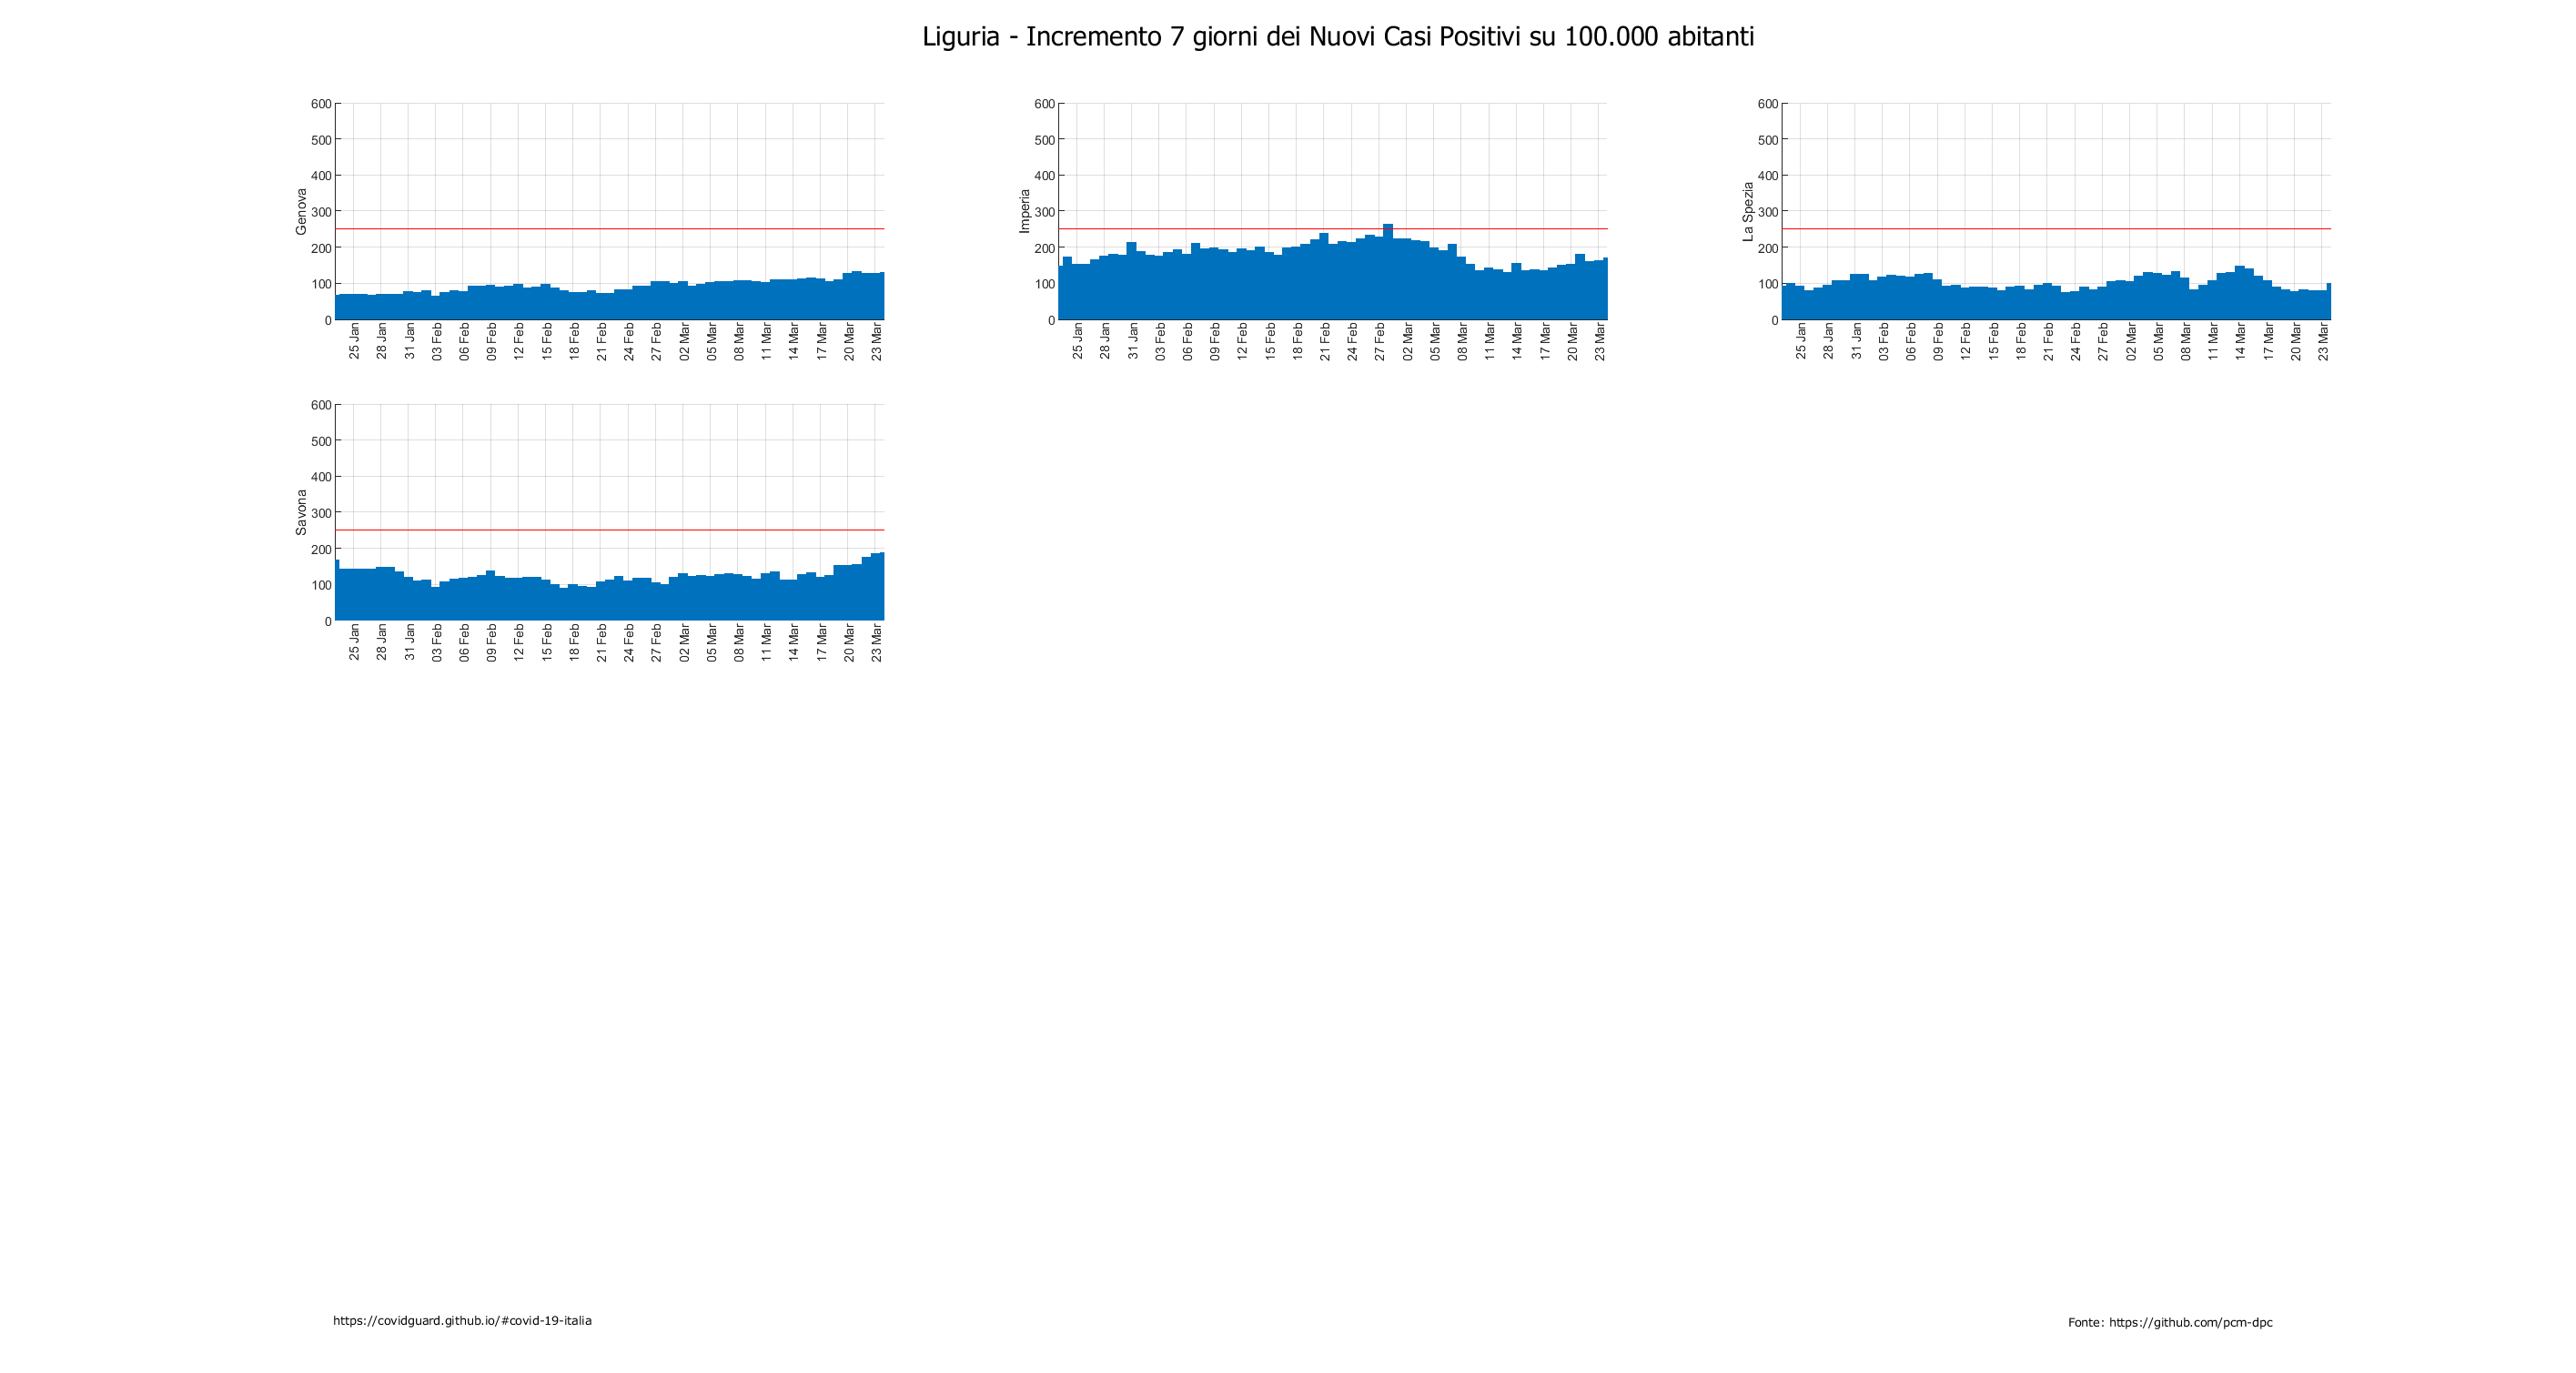 Liguria - Incremento 7 giorni dei Nuovi Casi Positivi su 100.000 abitanti
Genova
600
500
400
300
200
100
0
25 Jan
28 Jan
31 Jan
03 Feb
06 Feb
09 Feb
12 Feb
15 Feb
18 Feb
21 Feb
24 Feb
27 Feb
02 Mar
05 Mar
08 Mar
11 Mar
14 Mar
17 Mar
20 Mar
23 Mar
Imperia
600
500
400
300
200
100
0
25 Jan
28 Jan
31 Jan
03 Feb
06 Feb
09 Feb
12 Feb
15 Feb
18 Feb
21 Feb
24 Feb
27 Feb
02 Mar
05 Mar
08 Mar
11 Mar
14 Mar
17 Mar
20 Mar
23 Mar
La Spezia
600
500
400
300
200
100
0
25 Jan
28 Jan
31 Jan
03 Feb
06 Feb
09 Feb
12 Feb
15 Feb
18 Feb
21 Feb
24 Feb
27 Feb
02 Mar
05 Mar
08 Mar
11 Mar
14 Mar
17 Mar
20 Mar
23 Mar
Savona
600
500
400
300
200
100
0
25 Jan
28 Jan
31 Jan
03 Feb
06 Feb
09 Feb
12 Feb
15 Feb
18 Feb
21 Feb
24 Feb
27 Feb
02 Mar
05 Mar
08 Mar
11 Mar
14 Mar
17 Mar
20 Mar
23 Mar
https://covidguard.github.io/#covid-19-italia
Fonte: https://github.com/pcm-dpc